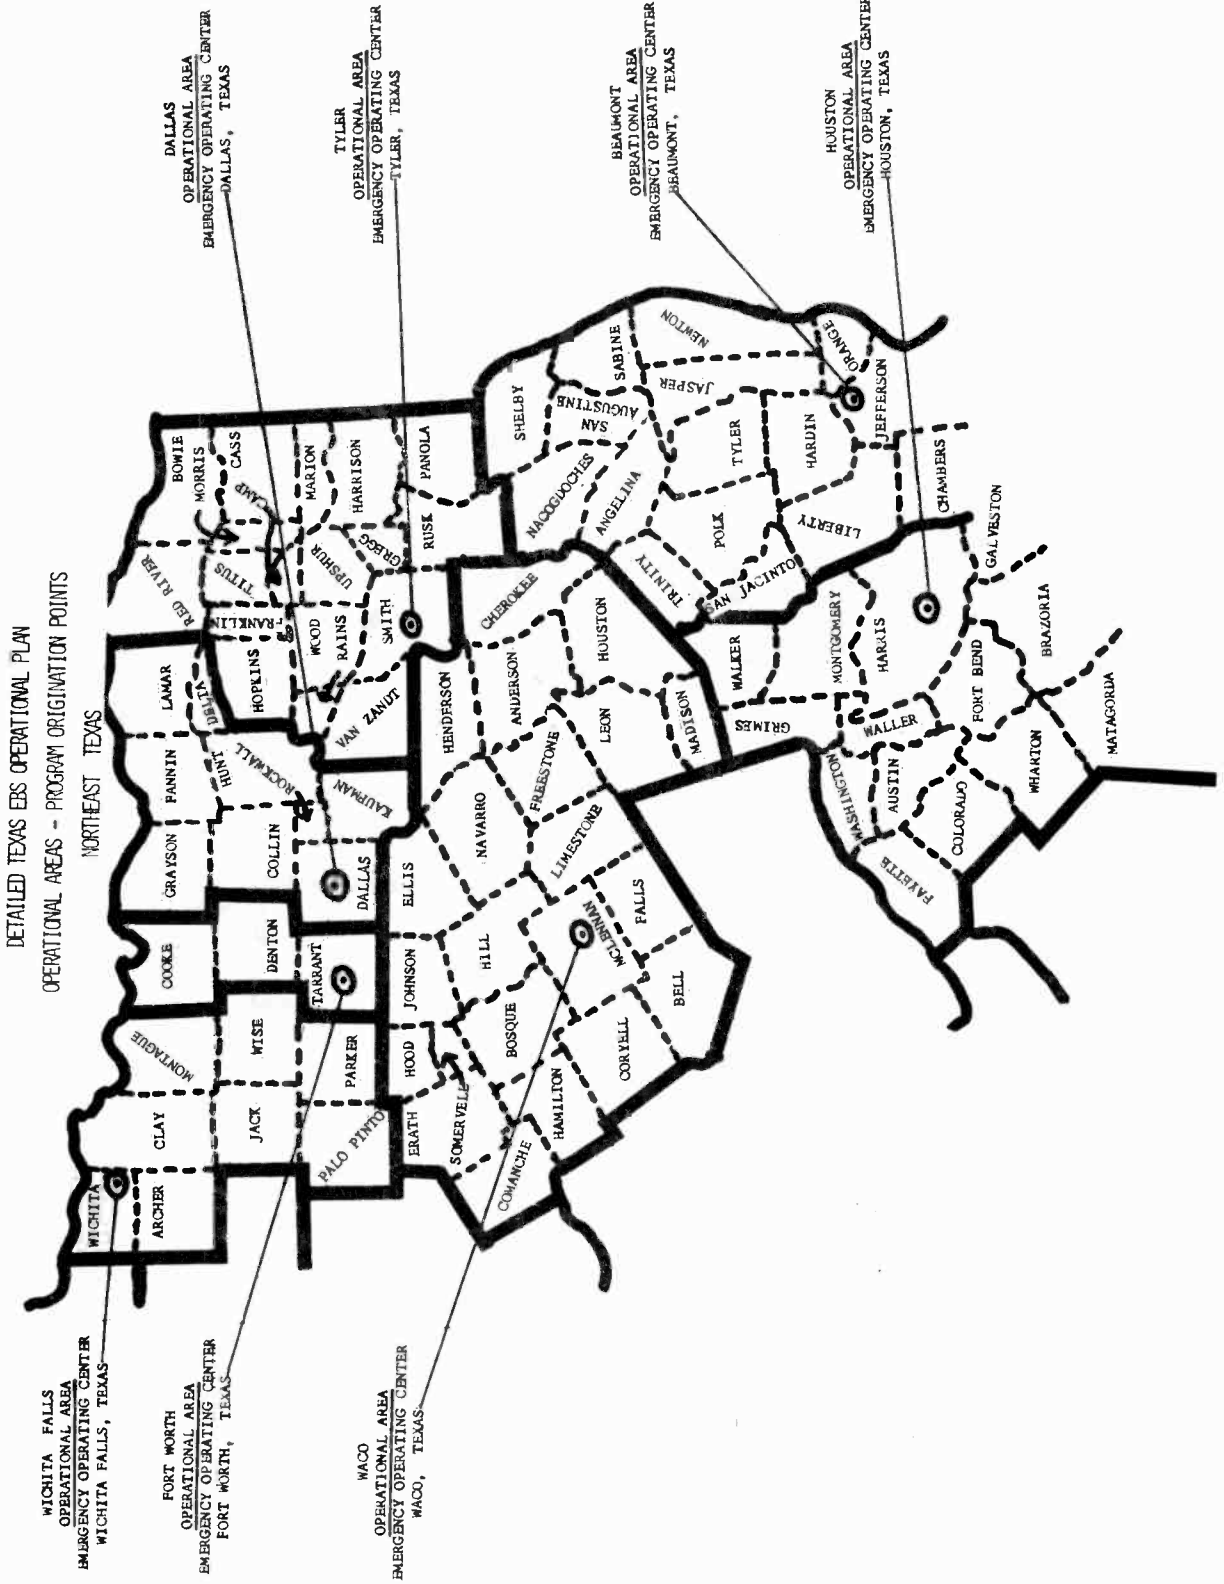 DETAILED TEXAS EBS OPERATIONAL PLAN
OPERATIONAL AREAS - PROGRAM ORIGINATION POINTS
NORTHEAST TEXAS
WICHITA FALLS
OPERATIONAL AREA
EMERGENCY OPERATING CENTER
WICHITA FALLS, TEXAS
FORT WORTH
OPERATIONAL AREA
EMERGENCY OPERATING CENTER
FORT WORTH, TEXAS
WACO
OPERATIONAL AREA
EMERGENCY OPERATING CENTER
WACO, TEXAS
DALLAS
OPERATIONAL AREA
EMERGENCY OPERATING CENTER
DALLAS, TEXAS
TYLER
OPERATIONAL AREA
EMERGENCY OPERATING CENTER
TYLER, TEXAS
BEAUMONT
OPERATIONAL AREA
EMERGENCY OPERATING CENTER
BEAUMONT, TEXAS
HOUSTON
OPERATIONAL AREA
EMERGENCY OPERATING CENTER
HOUSTON, TEXAS
WICHITA
ARCHER
CLAY
MONTAGUE
COOKE
GRAYSON
FANNIN
LAMAR
RED RIVER
BOWIE
MORRIS
CASS
CAMP
TITUS
FRANKLIN
DELTA
HOPKINS
HUNT
ROCKWALL
COLLIN
DENTON
WISE
JACK
PALO PINTO
PARKER
TARRANT
DALLAS
KAUFMAN
VAN ZANDT
RAINS
WOOD
UPSHUR
MARION
HARRISON
GREGG
SMITH
RUSK
PANOLA
ERATH
HOOD
JOHNSON
ELLIS
HENDERSON
CHEROKEE
ANDERSON
NAVARRO
HILL
SOMERVELL
BOSQUE
COMANCHE
HAMILTON
CORYELL
MCLENNAN
LIMESTONE
FREESTONE
HOUSTON
LEON
MADISON
FALLS
BELL
SHELBY
NACOGDOCHES
SAN
AUGUSTINE
SABINE
ANGELINA
NEWTON
JASPER
TYLER
POLK
TRINITY
SAN JACINTO
HARDIN
LIBERTY
ORANGE
JEFFERSON
CHAMBERS
WALKER
GRIMES
MONTGOMERY
HARIS
WALLER
WASHINGTON
AUSTIN
FAYETTE
COLORADO
FORT BEND
WHARTON
GALVESTON
BRAZORIA
MATAGORDA